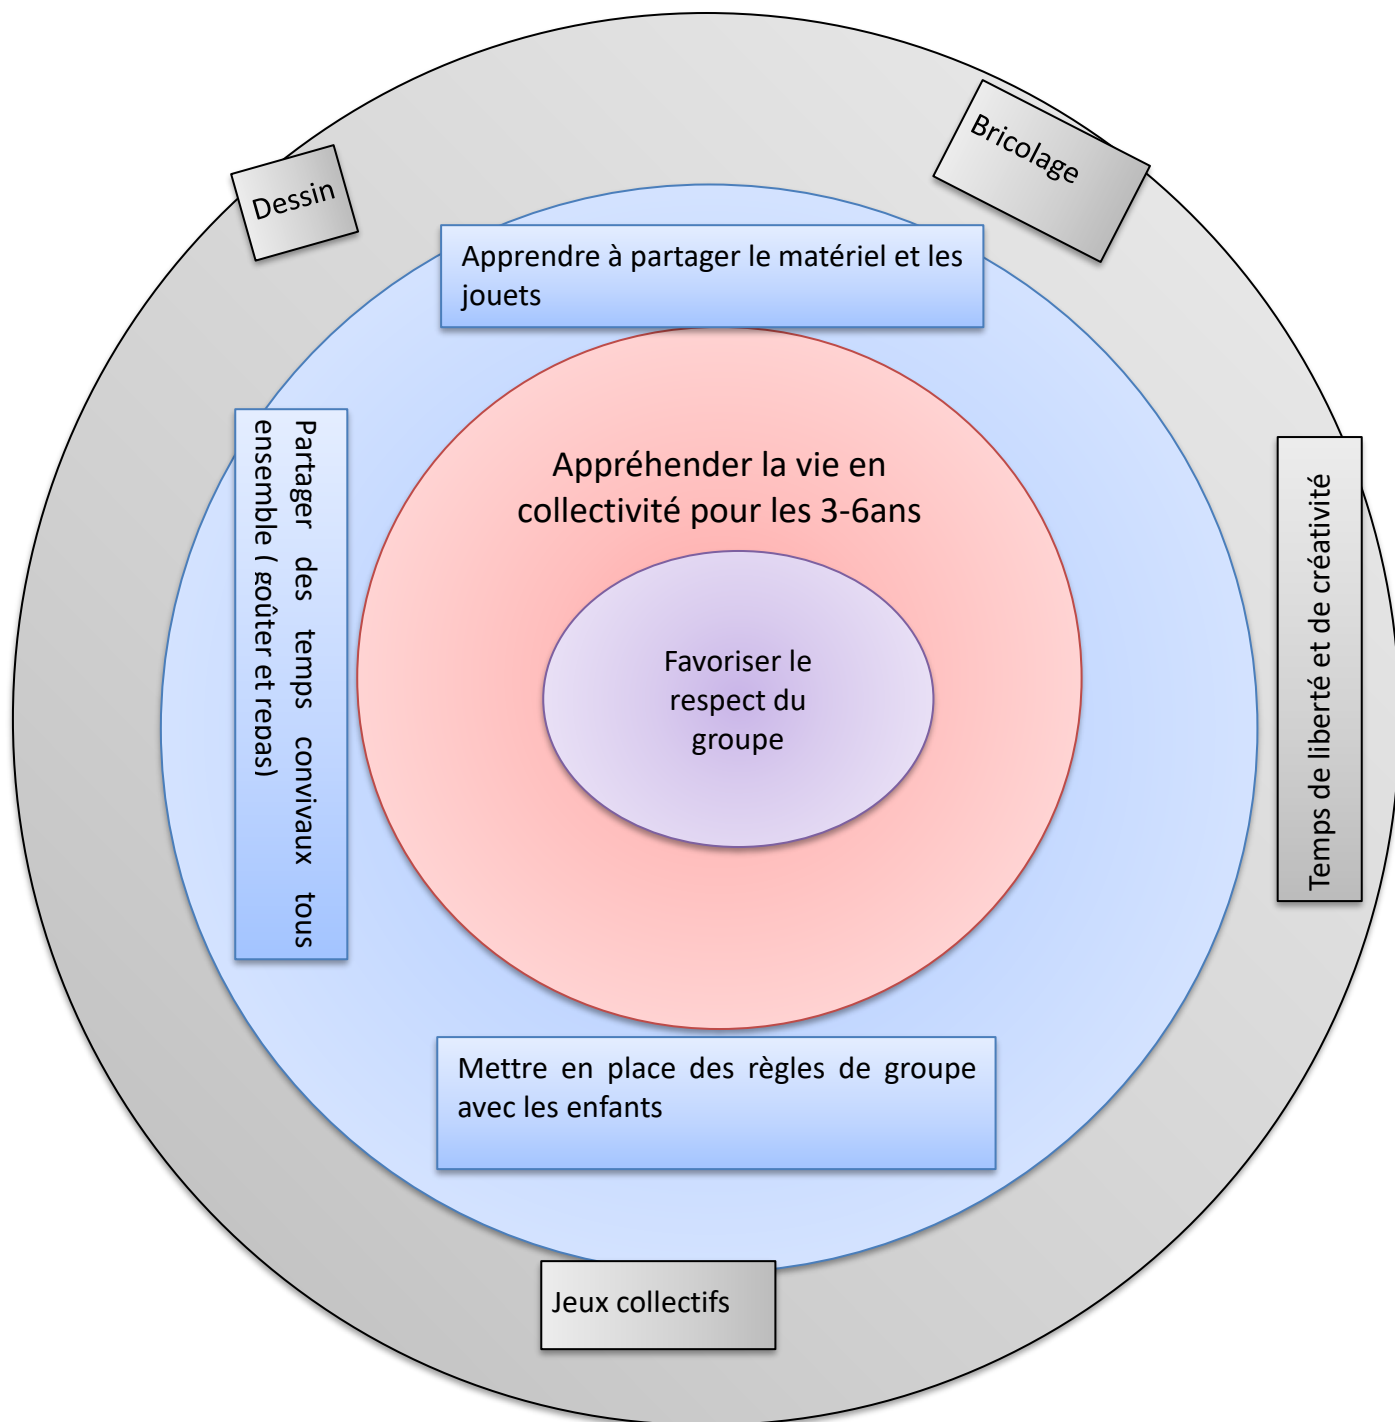 Dessin
Bricolage
Apprendre à partager le matériel et les
jouets
Partager des temps convivaux tous
ensemble ( goûter et repas)
Appréhender la vie en
collectivité pour les 3-6ans
Favoriser le
respect du
groupe
Temps de liberté et de créativité
Mettre en place des règles de groupe
avec les enfants
Jeux collectifs